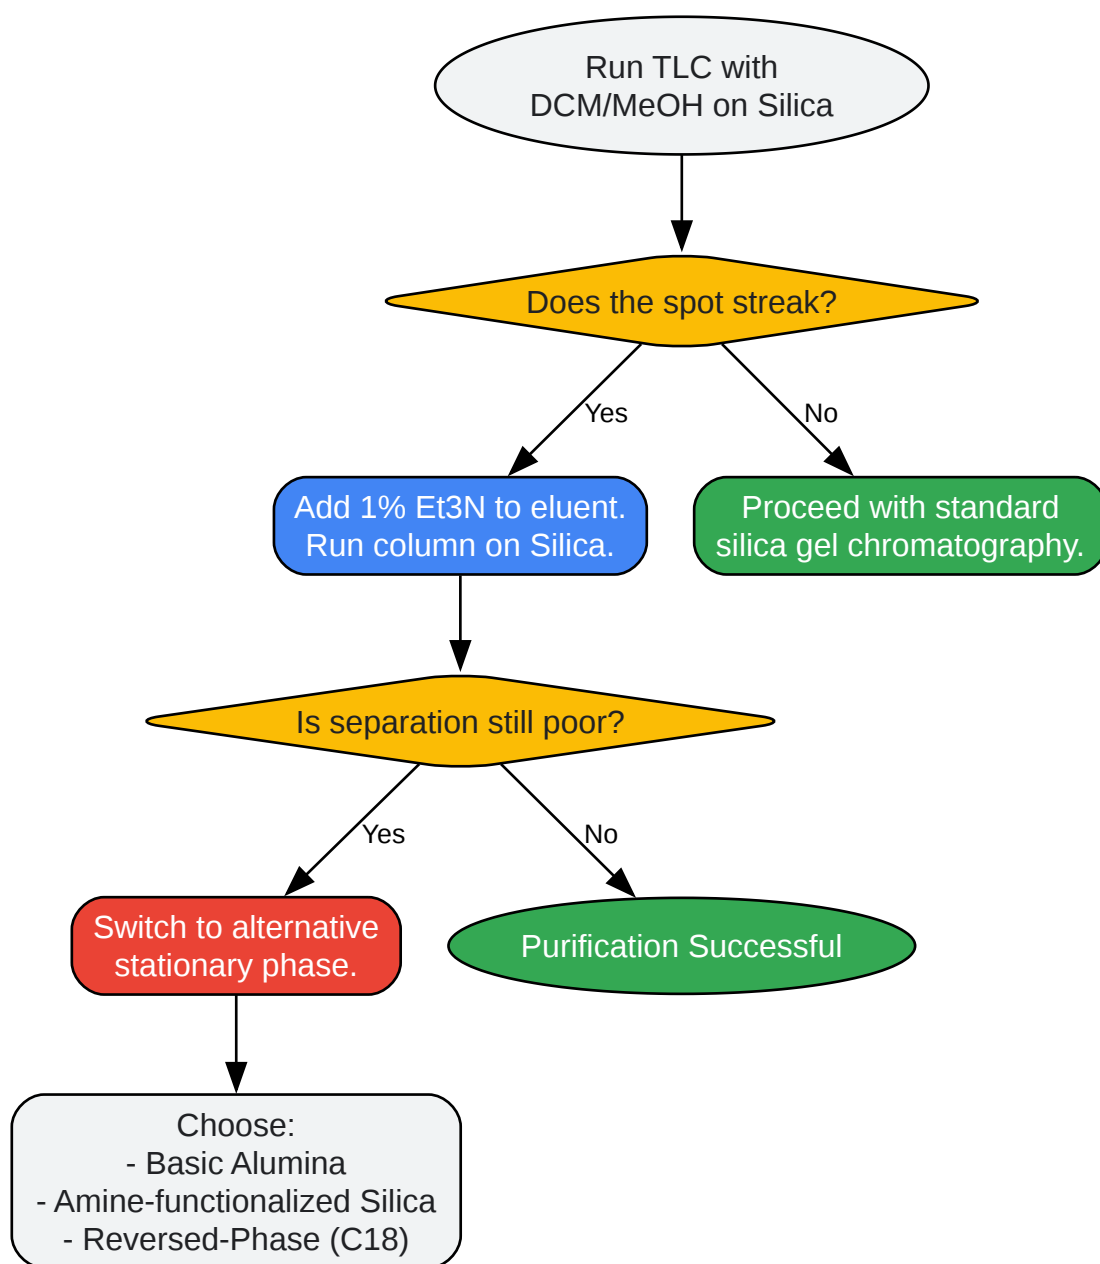 Run TLC with
DCM/MeOH on Silica
Does the spot streak?
Yes
No
Add 1% Et3N to eluent.
Run column on Silica.
Proceed with standard
silica gel chromatography.
Is separation still poor?
Yes
No
Switch to alternative
stationary phase.
Purification Successful
Choose:
- Basic Alumina
- Amine-functionalized Silica
- Reversed-Phase (C18)